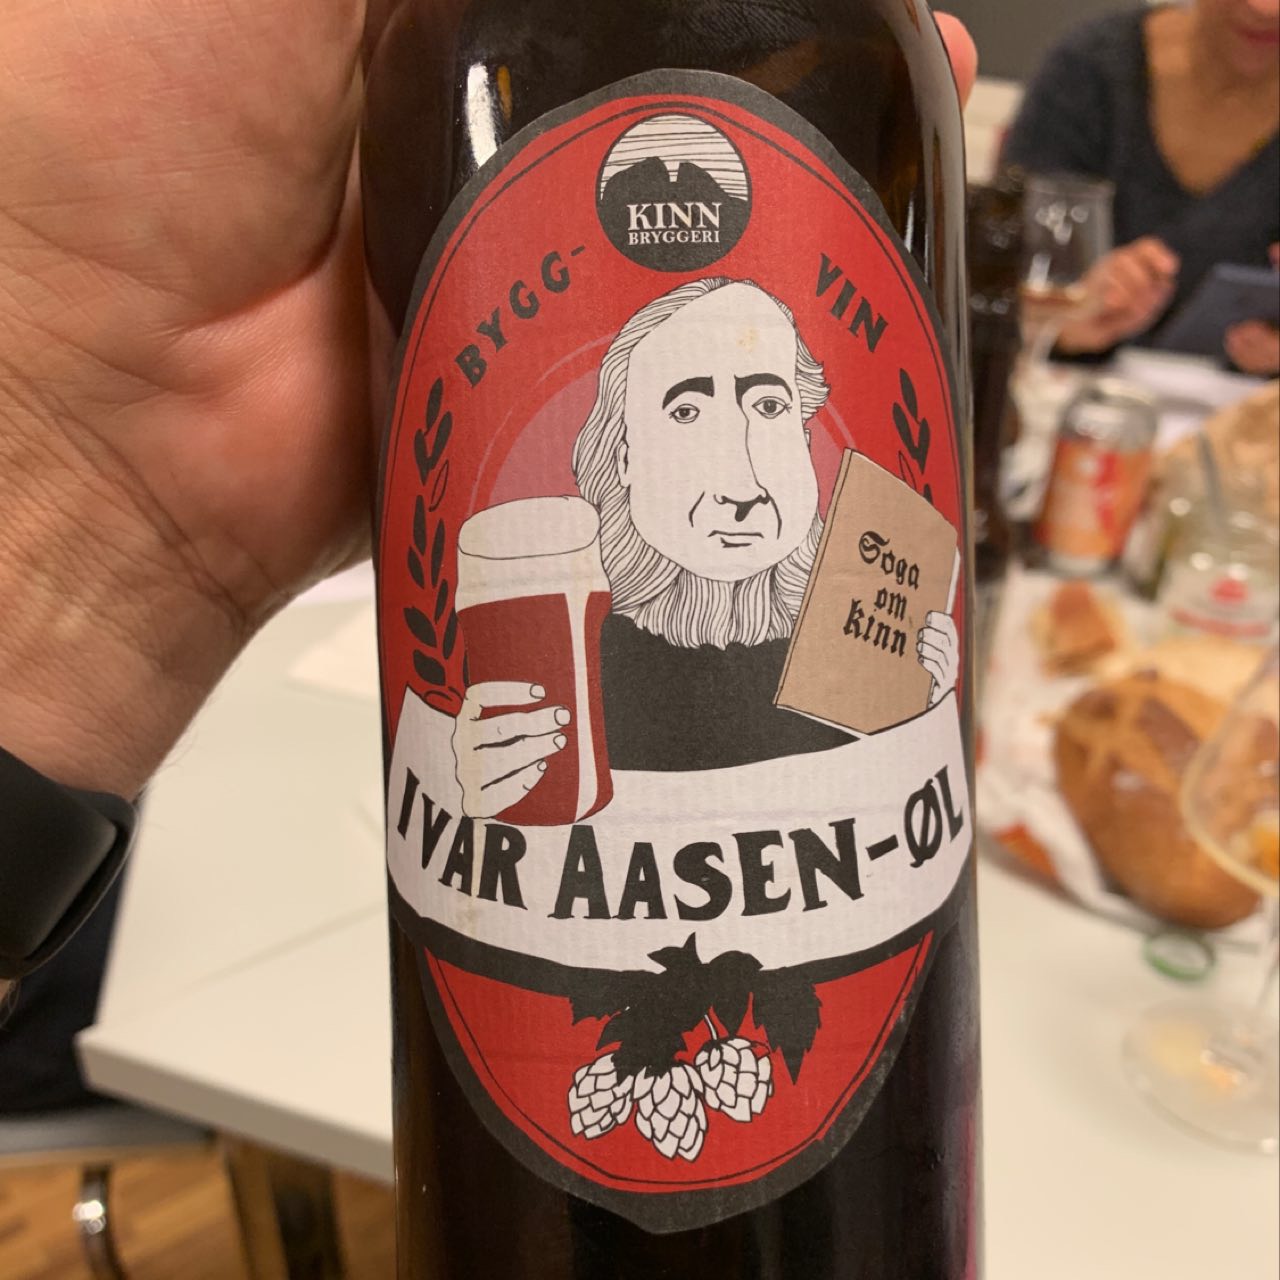 KINN
BRYGGERI
BYGG-
VIN
Soga
om
kinn
IVAR AASEN-ØL